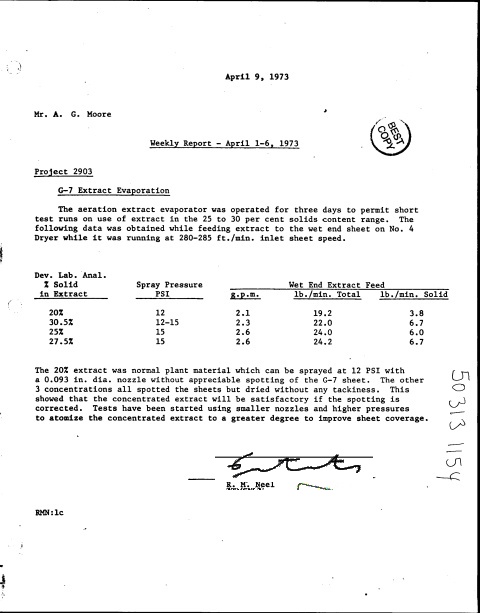 April 9, 1973
Mr. A. G. Moore
BEST
COPY
Weekly Report - April 1-6, 1973
Project 2903
G-7 Extract Evaporation
The aeration extract evaporator was operated for three days to permit short
test runs on use of extract in the 25 to 30 per cent solids content range. The
following data was obtained while feeding extract to the wet end sheet on No. 4
Dryer while it was running at 280-285 ft./min. inlet sheet speed.
Dev. Lab. Anal.
% Solid Spray Pressure Wet End Extract Feed
in Extract PSI g.p.m. lb./min. Total lb./min. Solid
20% 12 2.1 19.2 3.8
30.5% 12-15 2.3 22.0 6.7
25% 15 2.6 24.0 6.0
27.5% 15 2.6 24.2 6.7
The 20% extract was normal plant material which can be sprayed at 12 PSI with
a 0.093 in. dia. nozzle without appreciable spotting of the G-7 sheet. The other
3 concentrations all spotted the sheets but dried without any tackiness. This
showed that the concentrated extract will be satisfactory if the spotting is
corrected. Tests have been started using smaller nozzles and higher pressures
to atomize the concentrated extract to a greater degree to improve sheet coverage.
R. M. Neel
RMN:lc
50313 1154